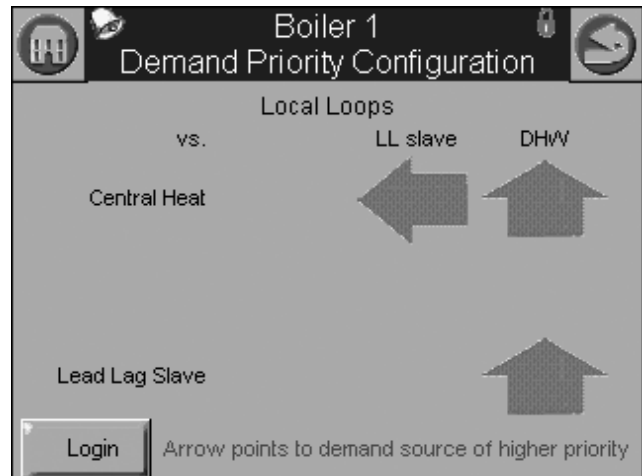 Boiler 1
Demand Priority Configuration
Local Loops
vs. LL slave DHW
Central Heat
Lead Lag Slave
Login Arrow points to demand source of higher priority